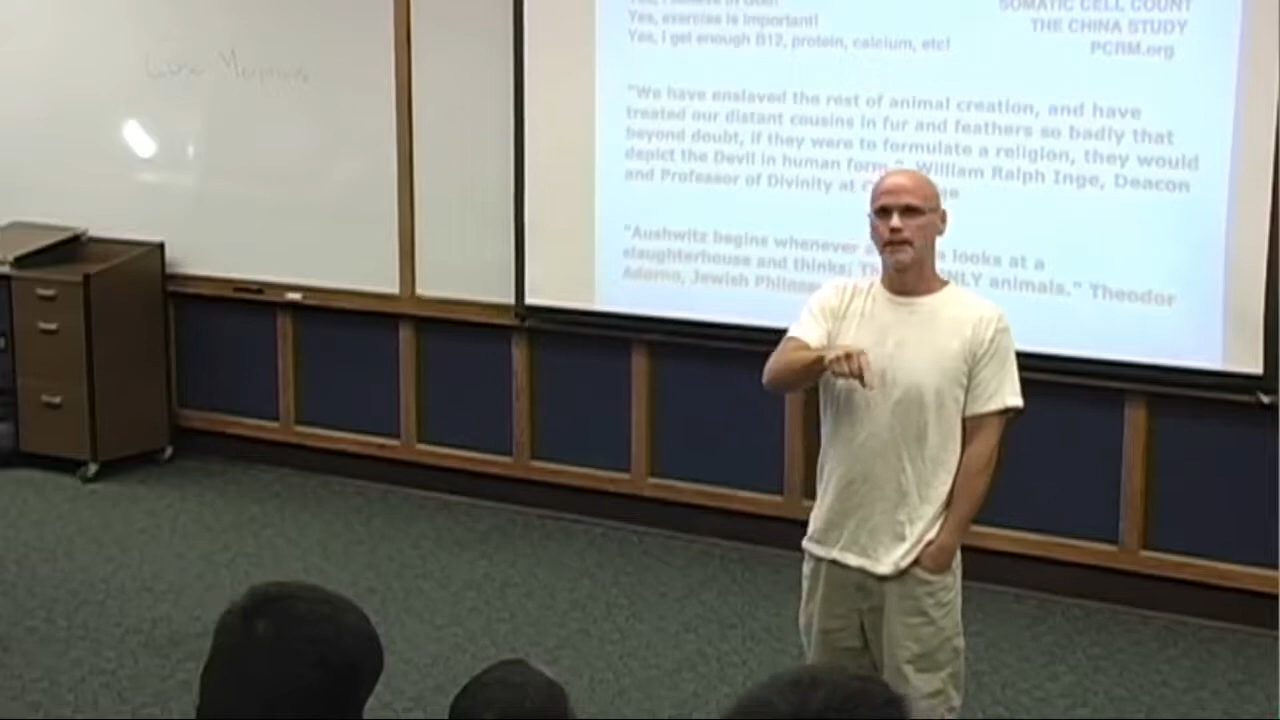 Yes, exercise is important!
Yes, I get enough B12, protein, calcium, etc!
SOMATIC CELL COUNT
THE CHINA STUDY
PCRM.org
"We have enslaved the rest of animal creation, and have
treated our distant cousins in fur and feathers so badly that
beyond doubt, if they were to formulate a religion, they would
depict the Devil in human form." William Ralph Inge, Deacon
and Professor of Divinity at
"Aushwitz begins whenever looks at a
slaughterhouse and thinks: ONLY animals." Theodor
Adorno, Jewish